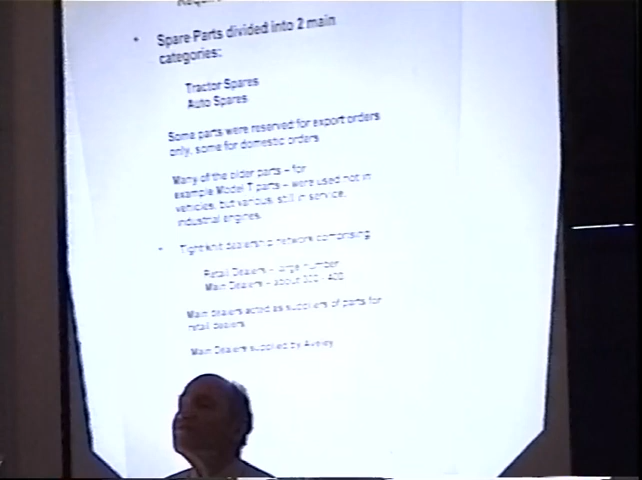 Spare Parts divided into 2 main
categories:
Tractor Spares
Auto Spares
Some parts were reserved for export orders
only, some for domestic orders
Many of the older parts – for
example Model T parts – were used not in
vehicles, but various, still in service,
industrial engines.
Tight-knit dealership network comprising
Retail Dealers – large number
Main Dealers – about
Main dealers acted as suppliers of parts for
retail dealers
Main Dealers supplied by Aveley